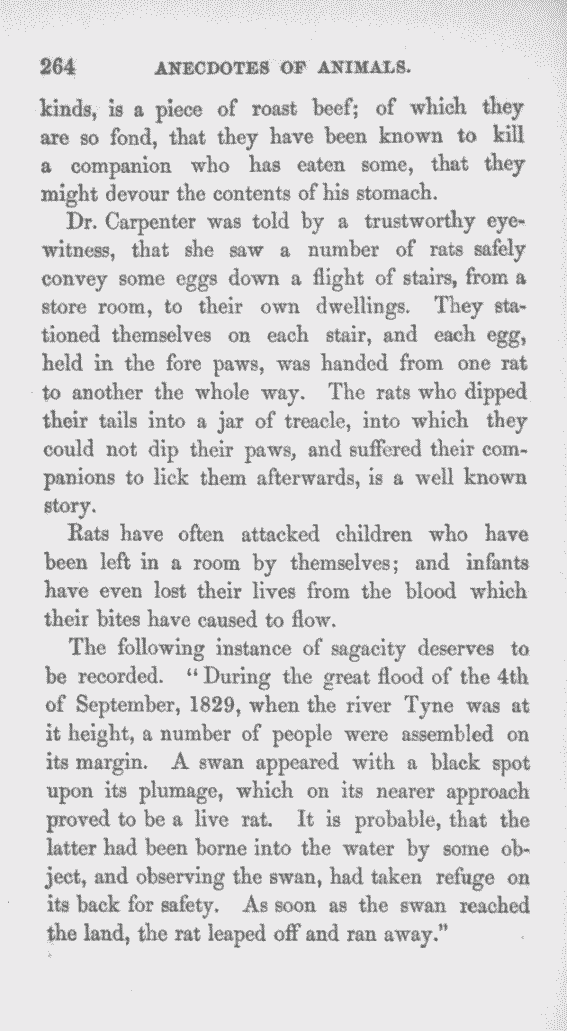 264 ANECDOTES OF ANIMALS.
kinds, is a piece of roast beef; of which they
are so fond, that they have been known to kill
a companion who has eaten some, that they
might devour the contents of his stomach.
Dr. Carpenter was told by a trustworthy eye-
witness, that she saw a number of rats safely
convey some eggs down a flight of stairs, from a
store room, to their own dwellings. They sta-
tioned themselves on each stair, and each egg,
held in the fore paws, was handed from one rat
to another the whole way. The rats who dipped
their tails into a jar of treacle, into which they
could not dip their paws, and suffered their com-
panions to lick them afterwards, is a well known
story.
Rats have often attacked children who have
been left in a room by themselves; and infants
have even lost their lives from the blood which
their bites have caused to flow.
The following instance of sagacity deserves to
be recorded. "During the great flood of the 4th
of September, 1829, when the river Tyne was at
it height, a number of people were assembled on
its margin. A swan appeared with a black spot
upon its plumage, which on its nearer approach
proved to be a live rat. It is probable, that the
latter had been borne into the water by some ob-
ject, and observing the swan, had taken refuge on
its back for safety. As soon as the swan reached
the land, the rat leaped off and ran away."